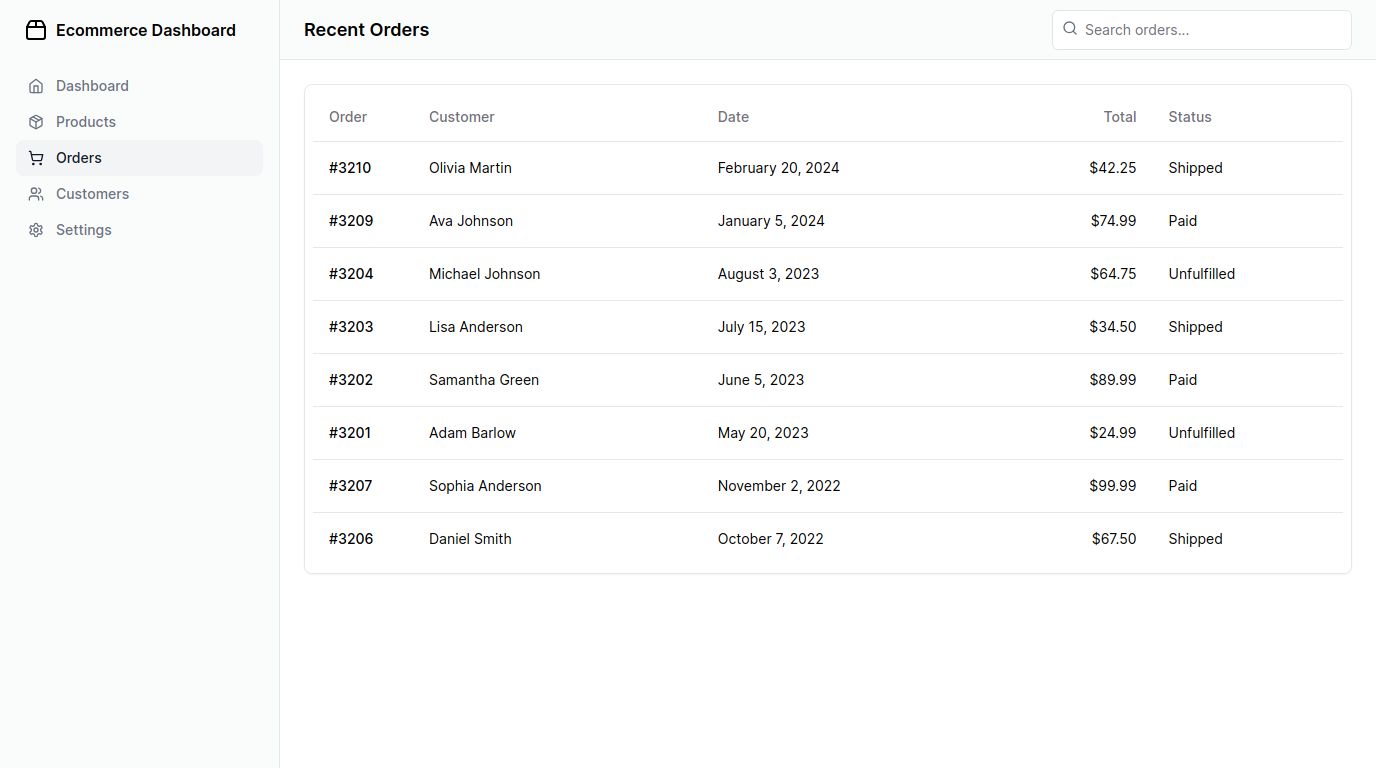 Ecommerce Dashboard
Dashboard
Products
Orders
Customers
Settings
Recent Orders
Search orders...
Order Customer Date Total Status
#3210 Olivia Martin February 20, 2024 $42.25 Shipped
#3209 Ava Johnson January 5, 2024 $74.99 Paid
#3204 Michael Johnson August 3, 2023 $64.75 Unfulfilled
#3203 Lisa Anderson July 15, 2023 $34.50 Shipped
#3202 Samantha Green June 5, 2023 $89.99 Paid
#3201 Adam Barlow May 20, 2023 $24.99 Unfulfilled
#3207 Sophia Anderson November 2, 2022 $99.99 Paid
#3206 Daniel Smith October 7, 2022 $67.50 Shipped